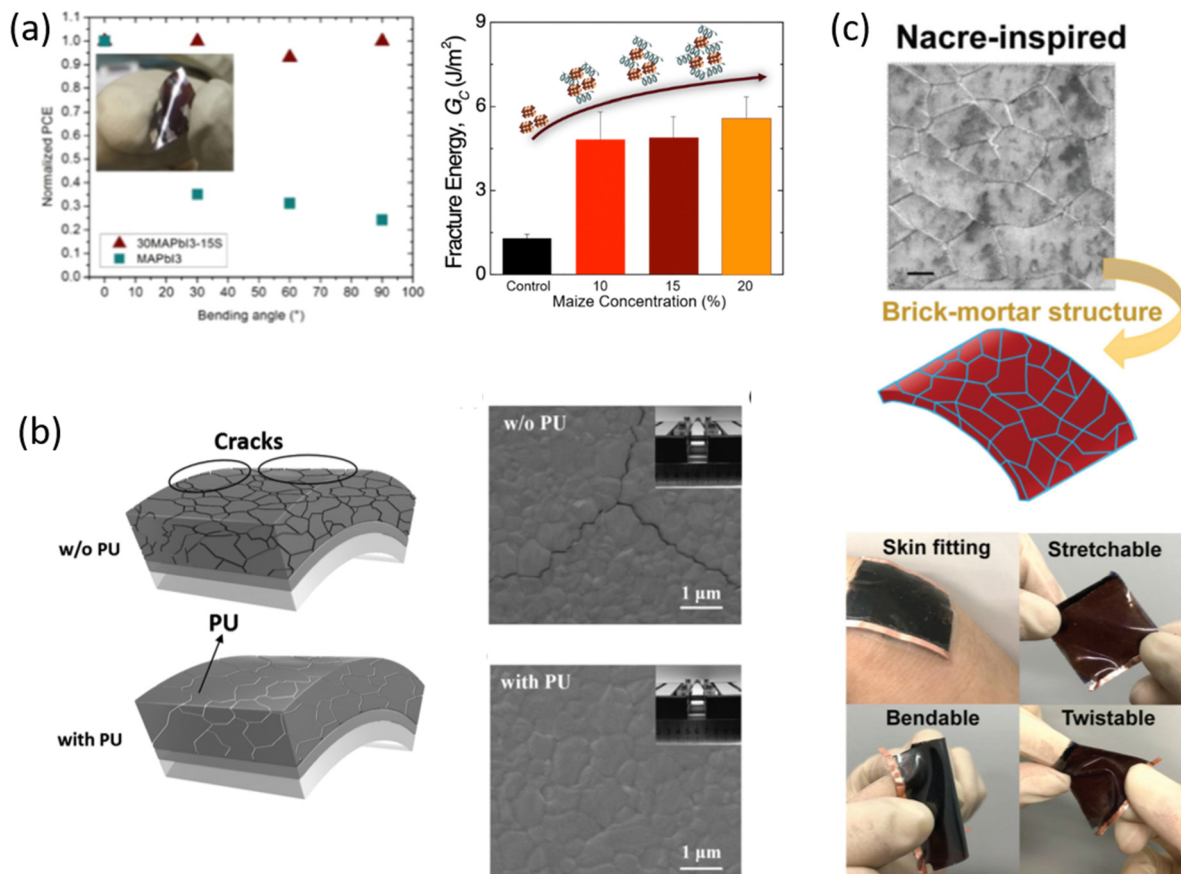 (a)
1.1
1.0
0.9
0.8
0.7
0.6
0.5
0.4
0.3
0.2
0.1
0.0
Normalized PCE
30MAPbI3-15S
MAPbI3
0 10 20 30 40 50 60 70 80 90 100
Bending angle (°)
Fracture Energy, G_C (J/m²)
9
6
3
0
Control 10 15 20
Maize Concentration (%)
(b)
Cracks
w/o PU
PU
with PU
w/o PU
1 µm
with PU
1 µm
(c)
Nacre-inspired
Brick-mortar structure
Skin fitting
Stretchable
Bendable
Twistable